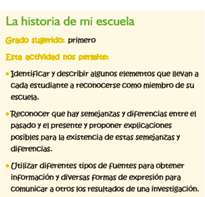 La historia de mi escuela
Grado sugerido: primero
Esta actividad nos permite:
• Identificar y describir algunos elementos que llevan a
cada estudiante a reconocerse como miembro de su
escuela.
• Reconocer que hay semejanzas y diferencias entre el
pasado y el presente y proponer explicaciones
posibles para la existencia de estas semejanzas y
diferencias.
• Utilizar diferentes tipos de fuentes para obtener
información y diversas formas de expresión para
comunicar a otros los resultados de una investigación.